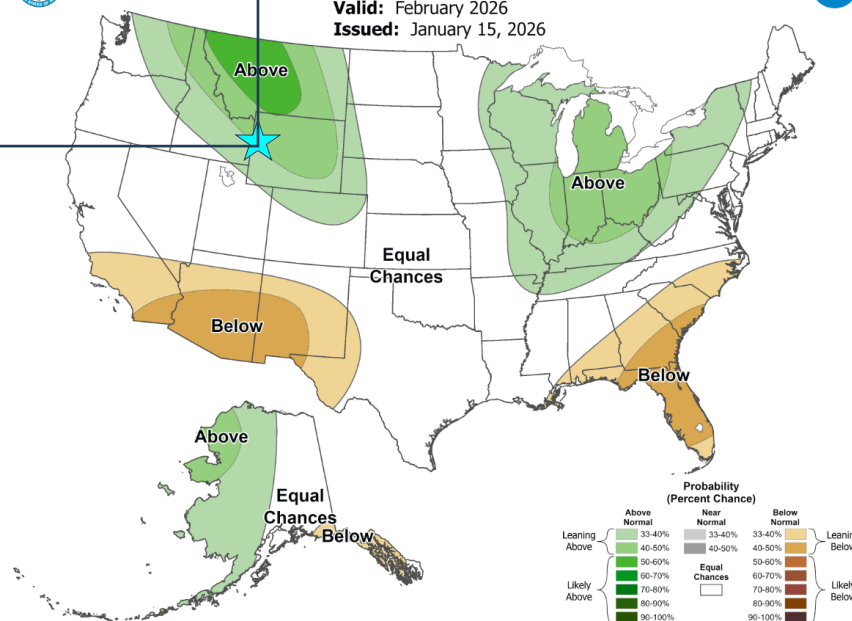 Valid: February 2026
Issued: January 15, 2026
Above
Above
Equal
Chances
Below
Below
Above
Equal
Chances
Below
Probability
(Percent Chance)
Above
Normal
Near
Normal
Below
Normal
Leaning
Above
33-40%
40-50%
50-60%
60-70%
70-80%
80-90%
90-100%
Likely
Above
33-40%
40-50%
Equal
Chances
33-40%
40-50%
50-60%
60-70%
70-80%
80-90%
90-100%